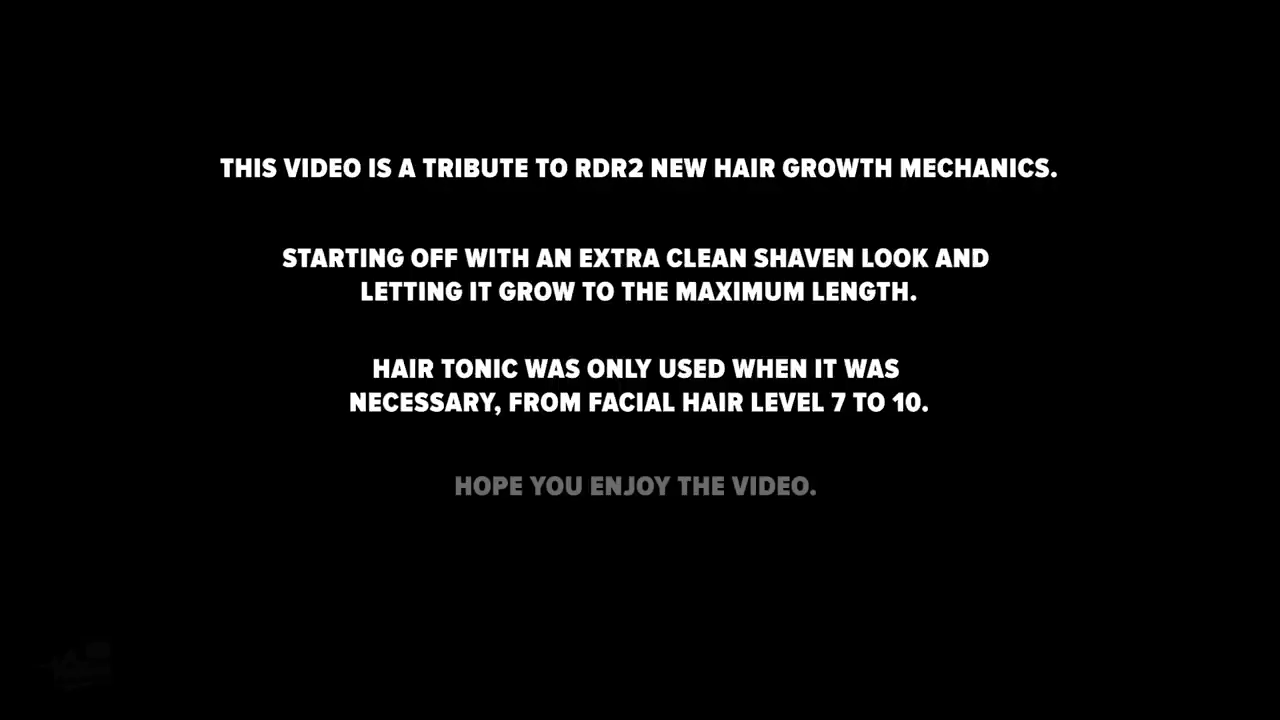 THIS VIDEO IS A TRIBUTE TO RDR2 NEW HAIR GROWTH MECHANICS.
STARTING OFF WITH AN EXTRA CLEAN SHAVEN LOOK AND
LETTING IT GROW TO THE MAXIMUM LENGTH.
HAIR TONIC WAS ONLY USED WHEN IT WAS
NECESSARY, FROM FACIAL HAIR LEVEL 7 TO 10.
HOPE YOU ENJOY THE VIDEO.